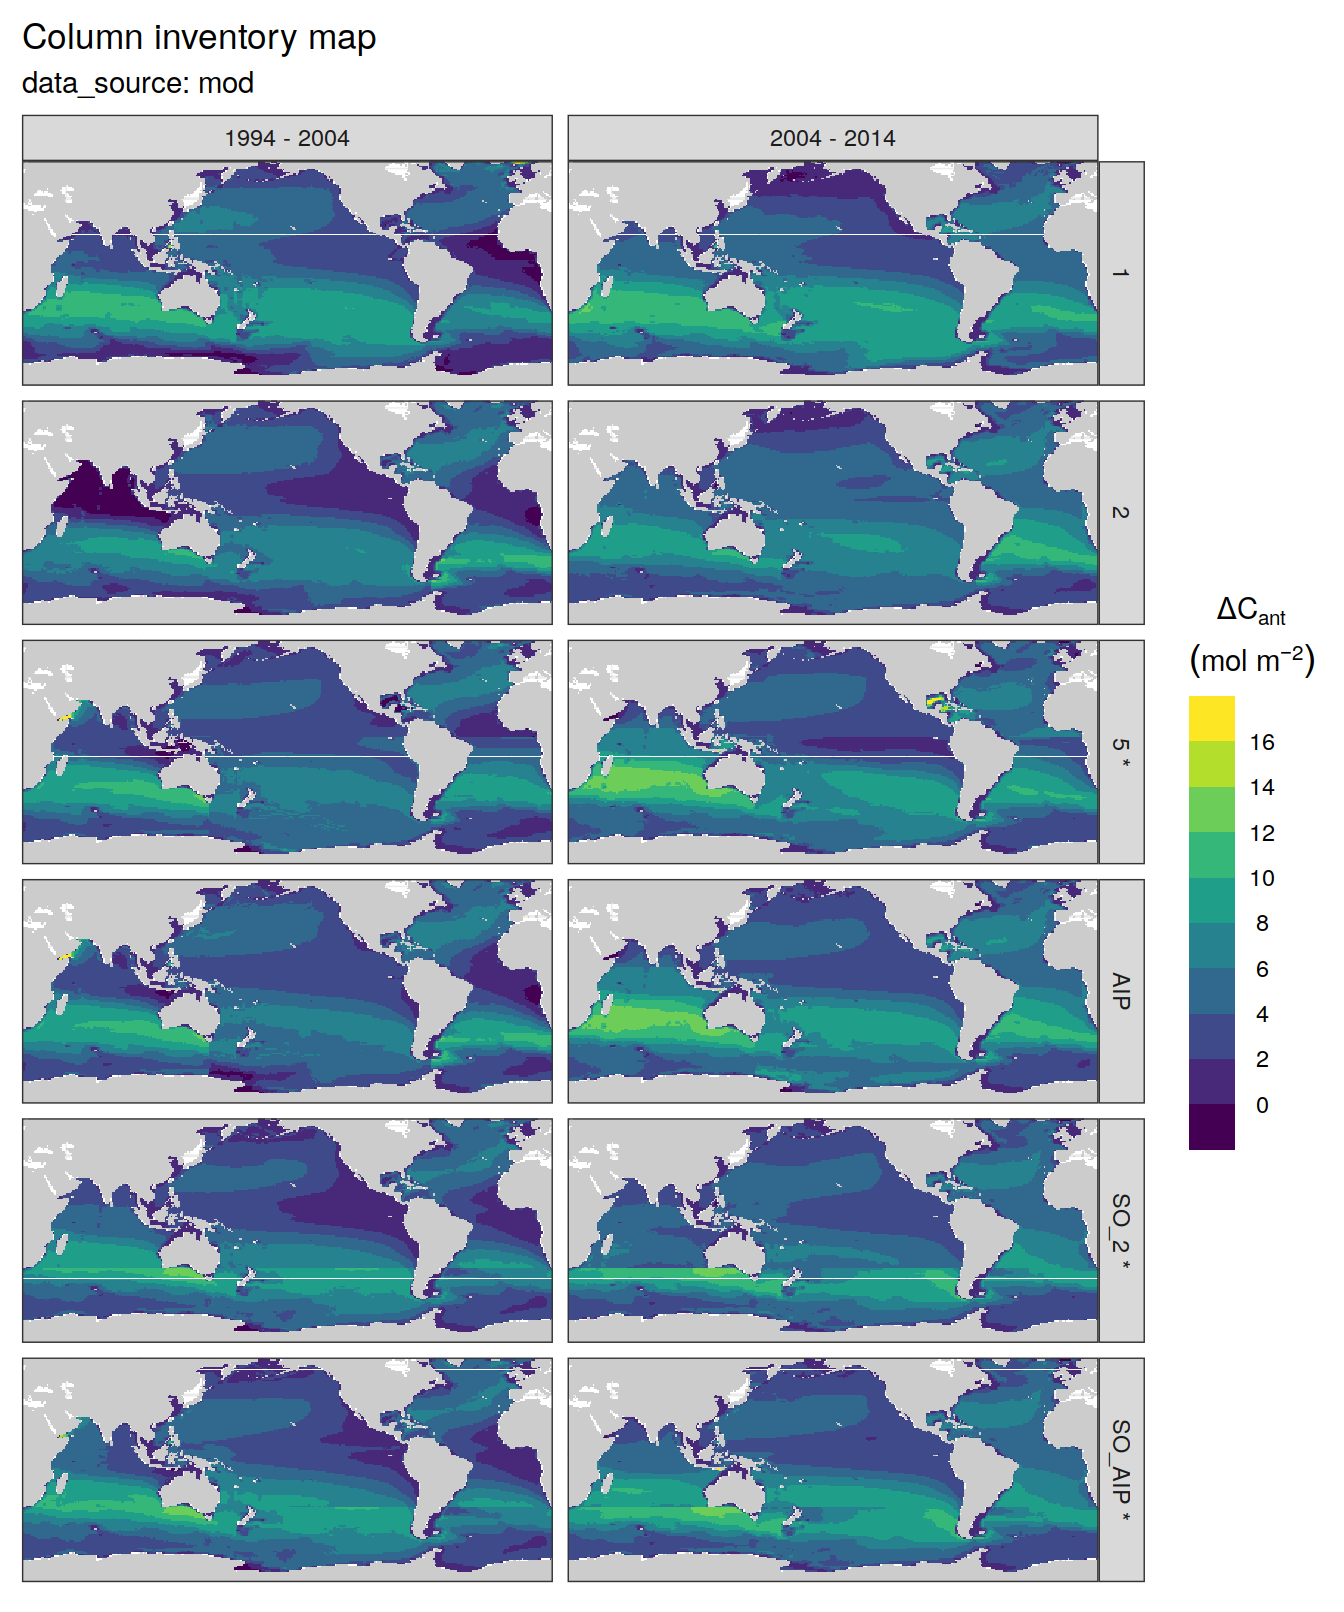 Column inventory map
data_source: mod
1994 - 2004
2004 - 2014
1
2
5 *
AIP
SO_2 *
SO_AIP *
ΔCant
(mol m−2)
16
14
12
10
8
6
4
2
0